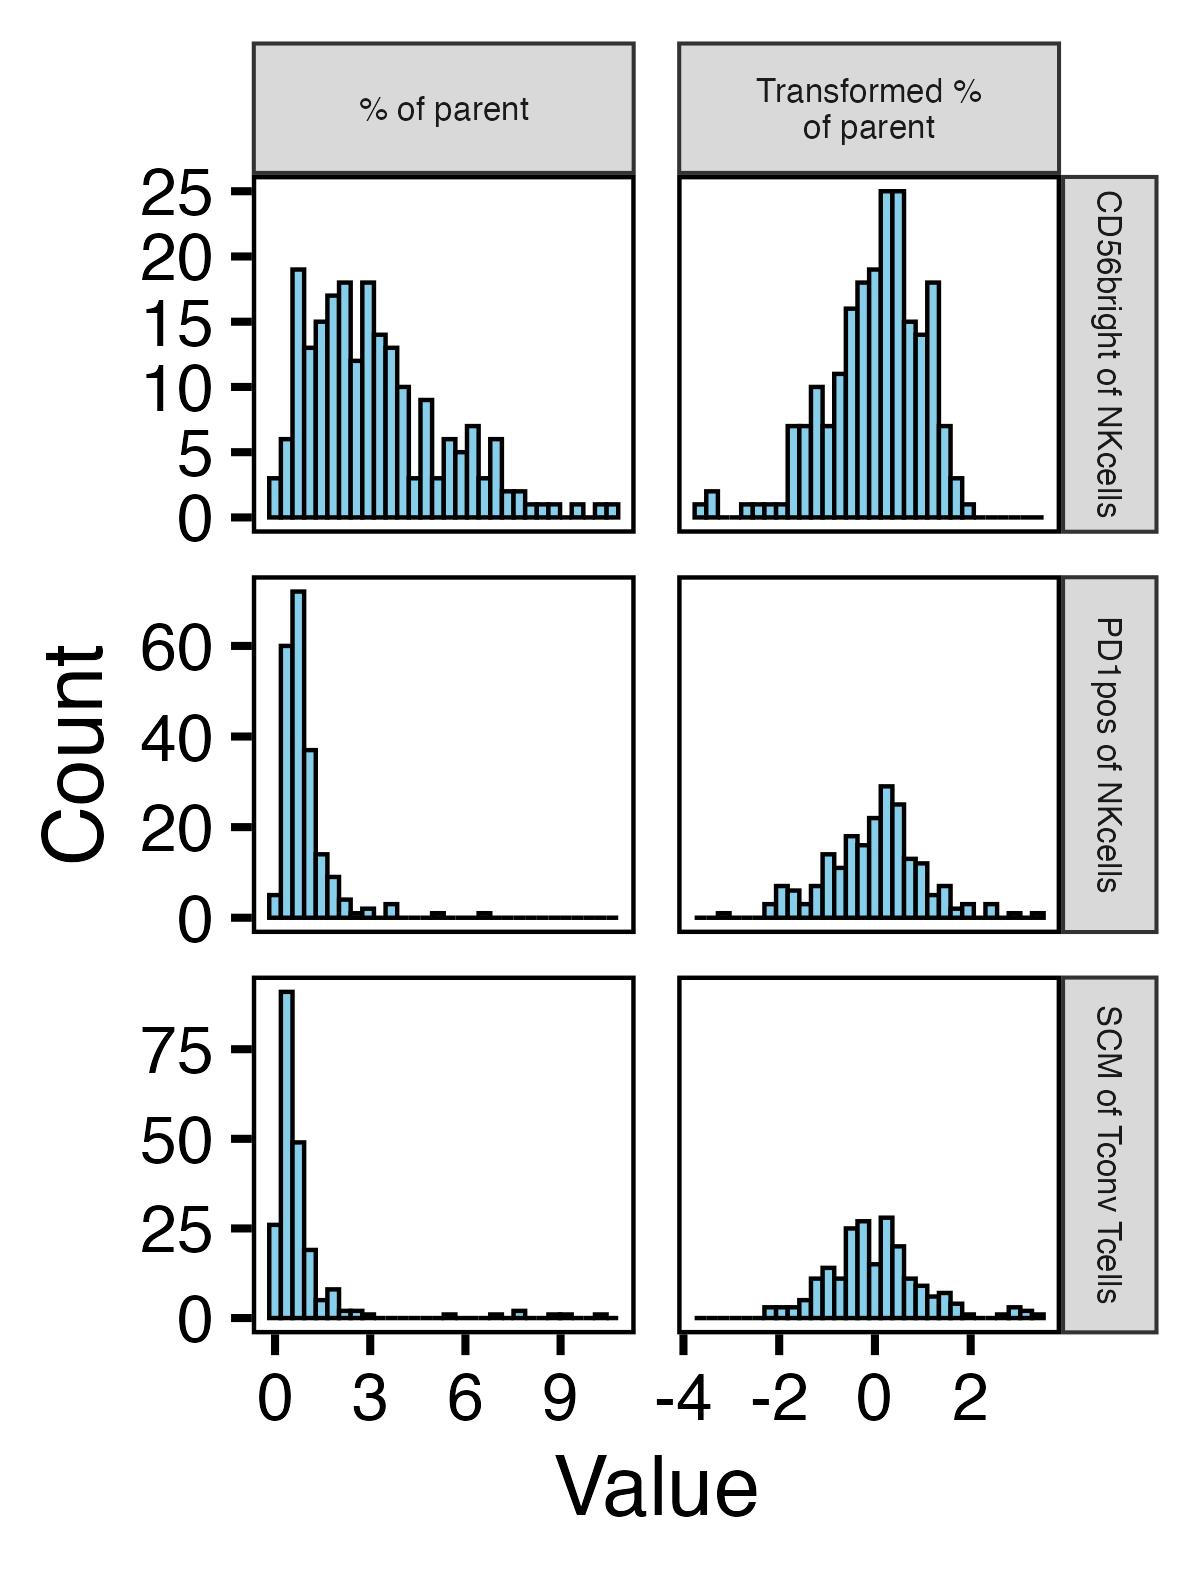 % of parent
Transformed %
of parent
25
20
15
10
5
0
CD56bright of NKcells
60
40
20
0
PD1pos of NKcells
75
50
25
0
SCM of Tconv Tcells
Count
0 3 6 9 -4 -2 0 2
Value